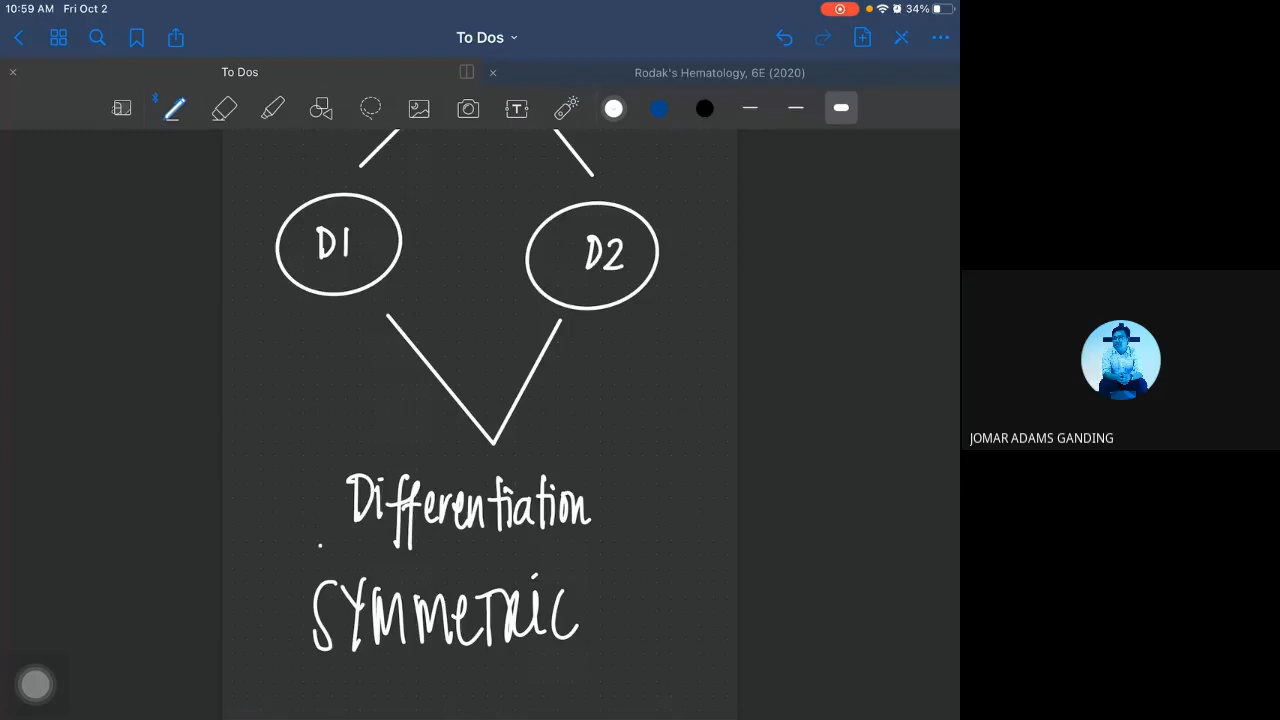 10:59 AM Fri Oct 2
34%
To Dos
To Dos
Rodak's Hematology, 6E (2020)
T
D1
D2
Differentiation
SYMMETRIC
JOMAR ADAMS GANDING